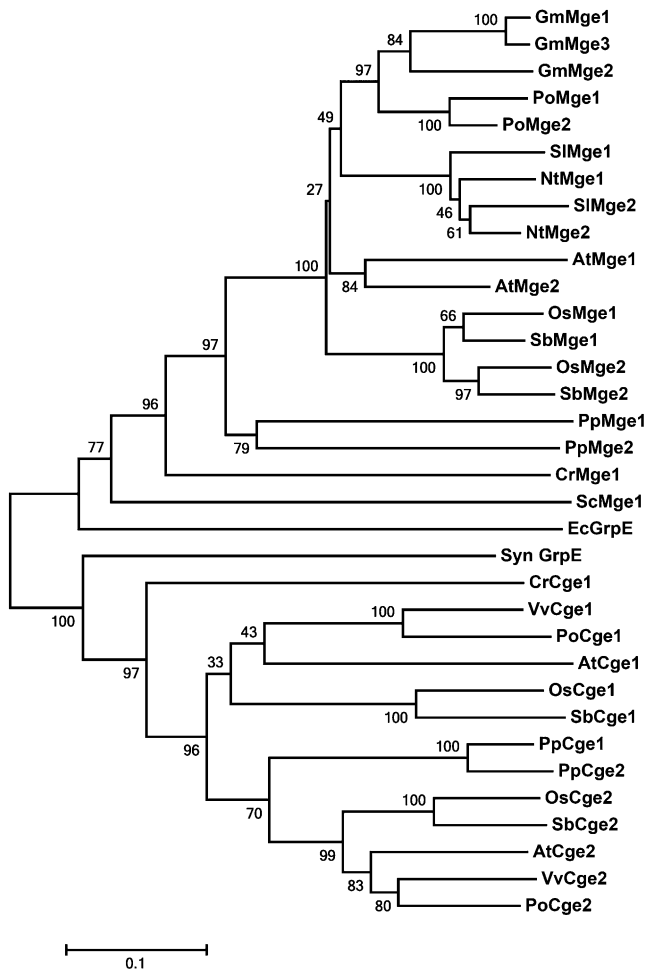 GmMge1
100
GmMge3
84
GmMge2
97
PoMge1
PoMge2
100
49
SlMge1
NtMge1
100
SlMge2
46
NtMge2
61
27
AtMge1
AtMge2
84
100
OsMge1
66
SbMge1
OsMge2
100
SbMge2
97
97
PpMge1
PpMge2
79
96
CrMge1
77
ScMge1
EcGrpE
Syn GrpE
100
CrCge1
97
VvCge1
100
PoCge1
43
AtCge1
33
OsCge1
SbCge1
100
96
PpCge1
100
PpCge2
70
OsCge2
100
SbCge2
99
AtCge2
83
VvCge2
PoCge2
80
0.1